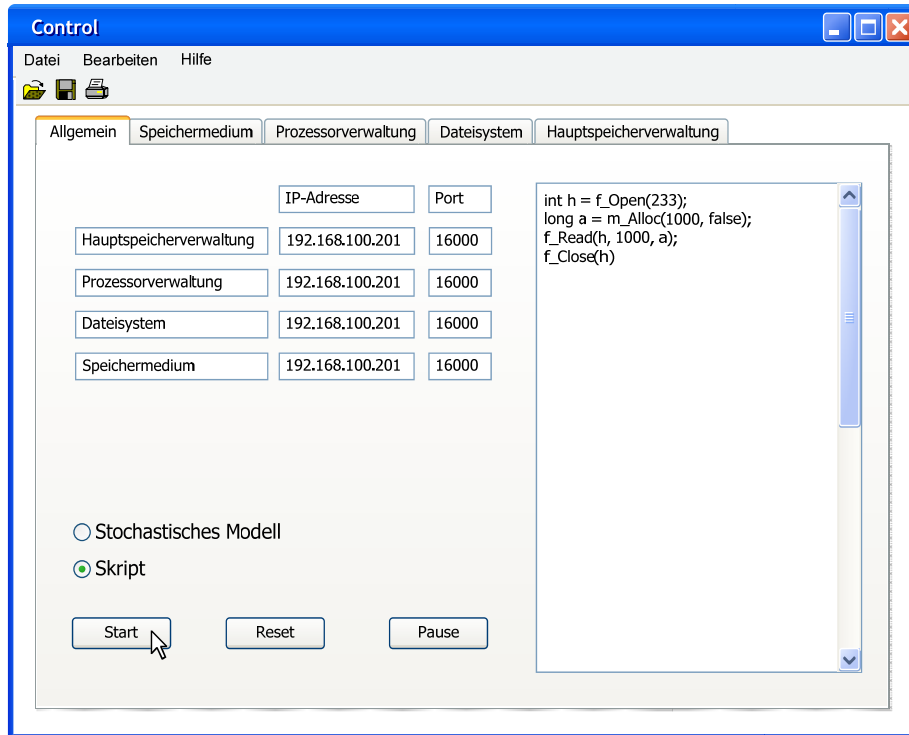 Control
Datei Bearbeiten Hilfe
Allgemein Speichermedium Prozessorverwaltung Dateisystem Hauptspeicherverwaltung
IP-Adresse Port
Hauptspeicherverwaltung 192.168.100.201 16000
Prozessorverwaltung 192.168.100.201 16000
Dateisystem 192.168.100.201 16000
Speichermedium 192.168.100.201 16000
Stochastisches Modell
Skript
Start Reset Pause
int h = f_Open(233);
long a = m_Alloc(1000, false);
f_Read(h, 1000, a);
f_Close(h)